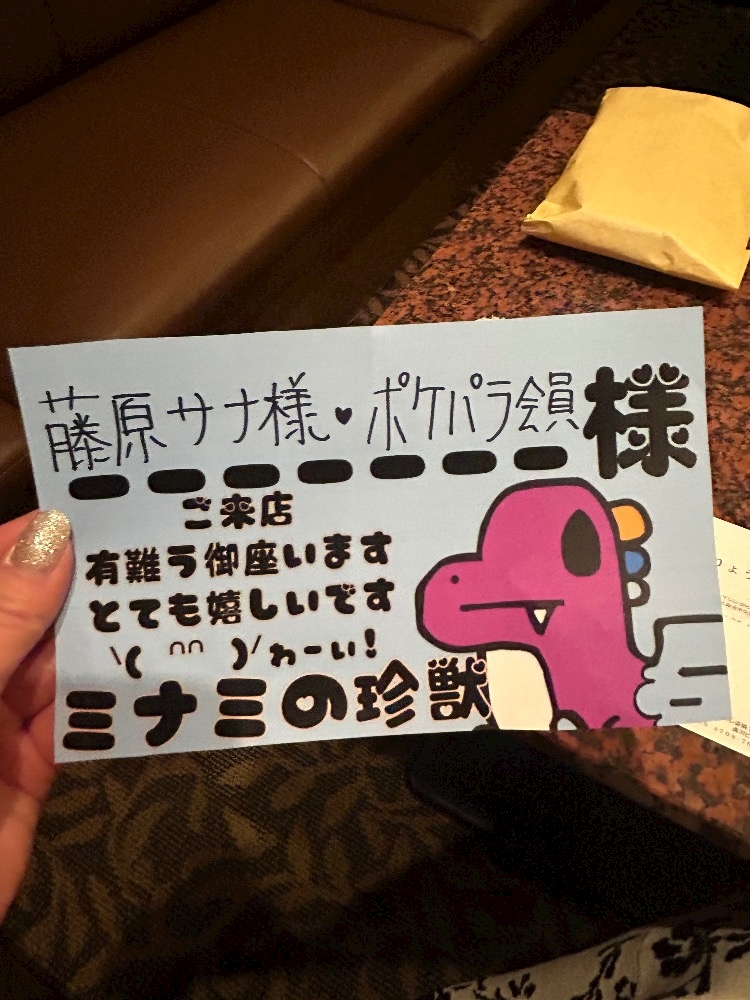 藤原サナ様♥ポケパラ会員様
ご来店
有難う御座います
とても嬉しいです
\( ᐢᐢ )/わーい!
ミナミの珍獣